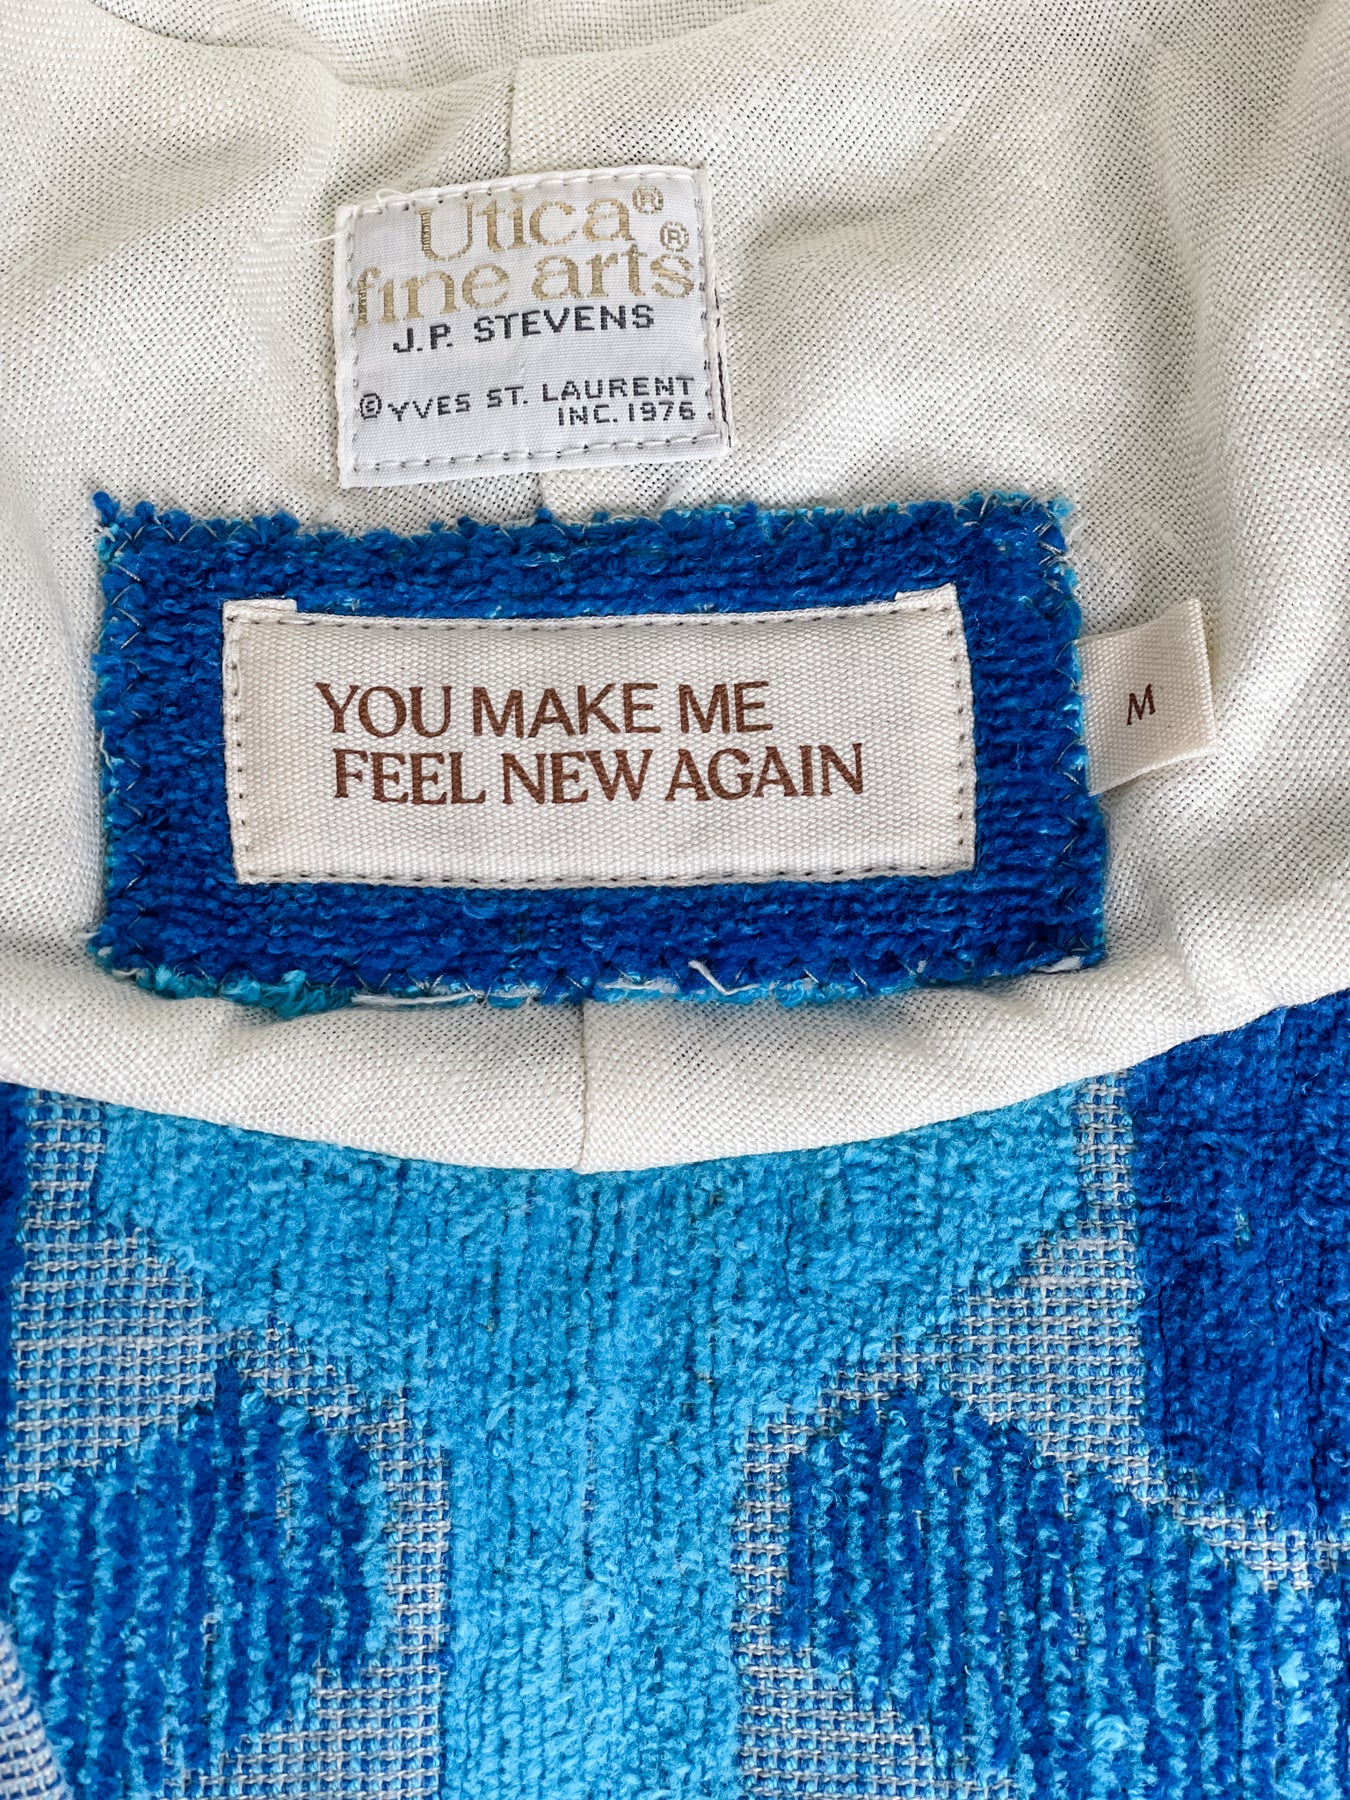 Utica®
fine arts®
J.P. STEVENS
© YVES ST. LAURENT
INC. 1976
YOU MAKE ME
FEEL NEW AGAIN
M